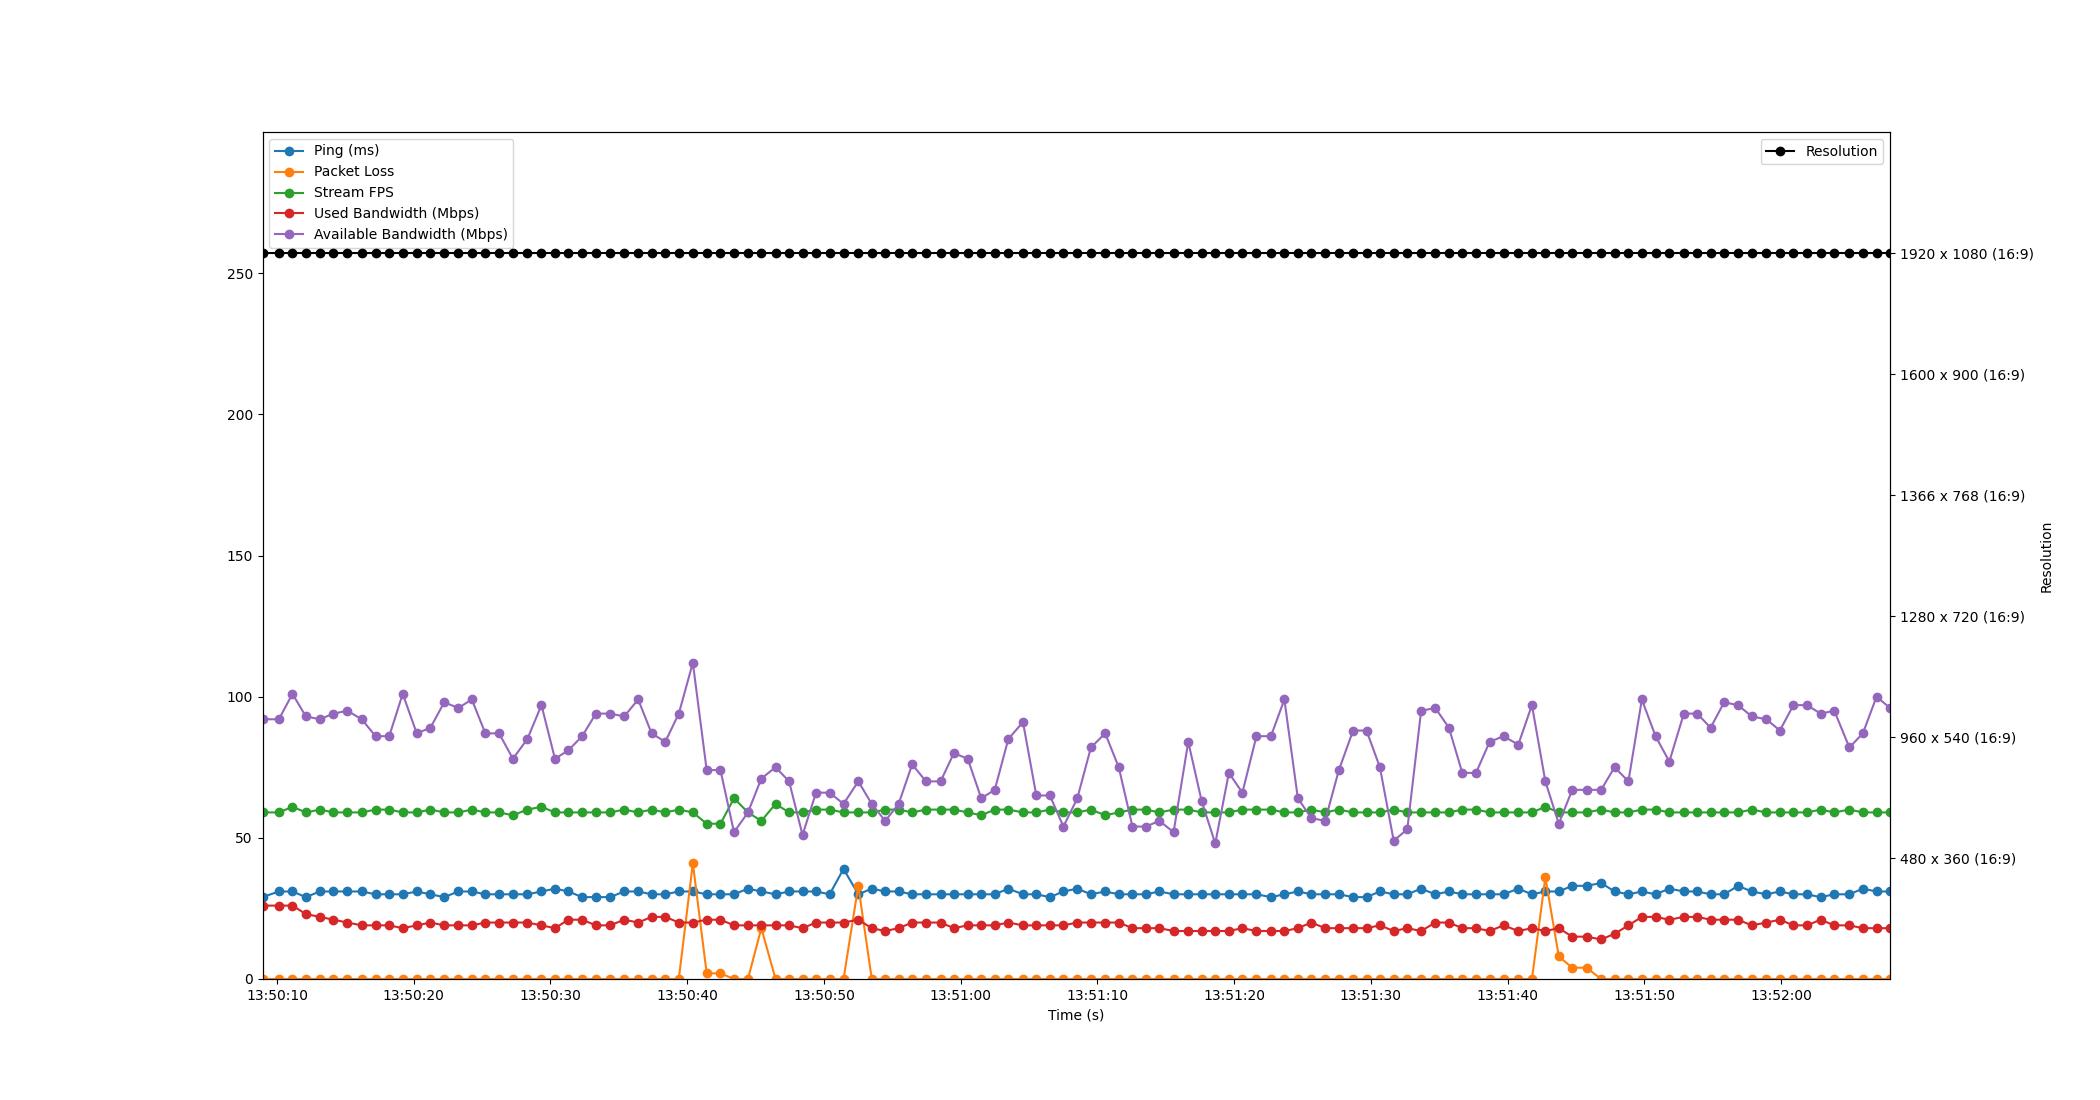 Ping (ms)
Packet Loss
Stream FPS
Used Bandwidth (Mbps)
Available Bandwidth (Mbps)
Resolution
250
200
150
100
50
0
1920 x 1080 (16:9)
1600 x 900 (16:9)
1366 x 768 (16:9)
1280 x 720 (16:9)
960 x 540 (16:9)
480 x 360 (16:9)
Resolution
13:50:10
13:50:20
13:50:30
13:50:40
13:50:50
13:51:00
13:51:10
13:51:20
13:51:30
13:51:40
13:51:50
13:52:00
Time (s)